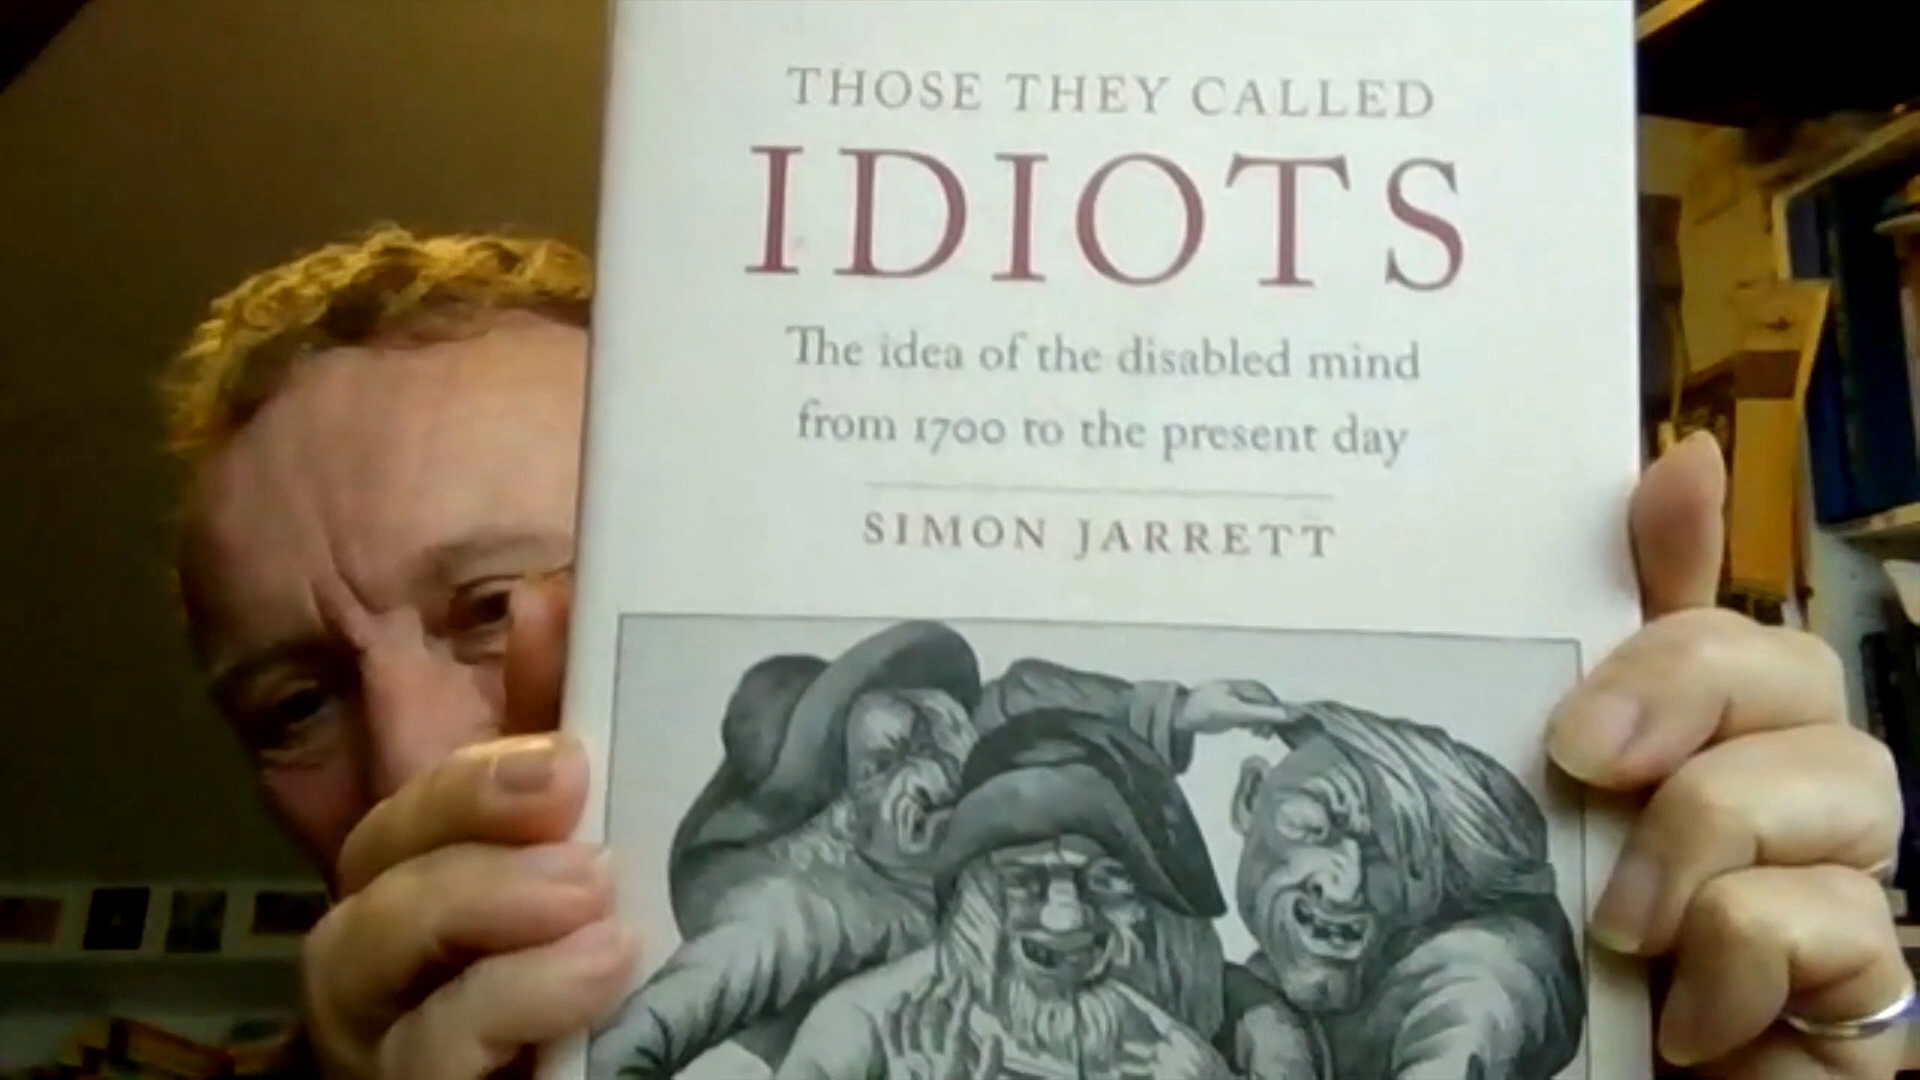 THOSE THEY CALLED
IDIOTS
The idea of the disabled mind
from 1700 to the present day
SIMON JARRETT